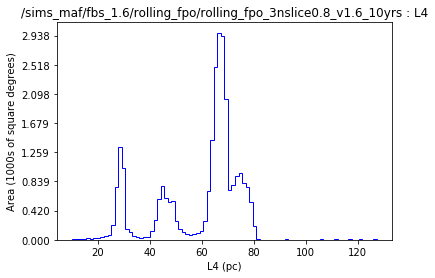 /sims_maf/fbs_1.6/rolling_fpo/rolling_fpo_3nslice0.8_v1.6_10yrs : L4
Area (1000s of square degrees)
2.938
2.518
2.098
1.679
1.259
0.839
0.420
0.000
20 40 60 80 100 120
L4 (pc)